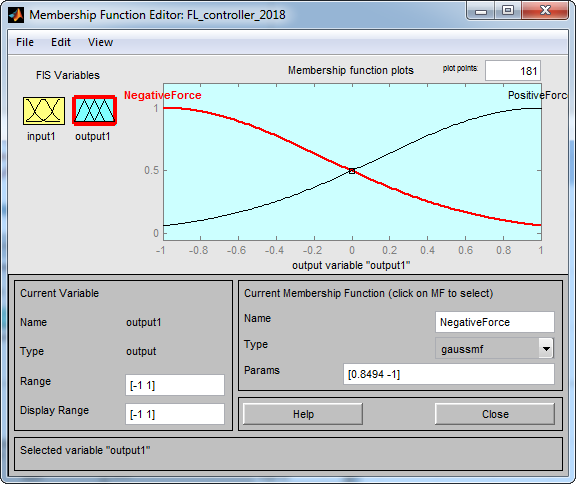 Membership Function Editor: FL_controller_2018
File Edit View
FIS Variables
Membership function plots
plot points:
181
input1
output1
NegativeForce
PositiveForc
1
0.5
0
-1 -0.8 -0.6 -0.4 -0.2 0 0.2 0.4 0.6 0.8 1
output variable "output1"
Current Variable
Name output1
Type output
Range [-1 1]
Display Range [-1 1]
Current Membership Function (click on MF to select)
Name NegativeForce
Type gaussmf
Params [0.8494 -1]
Help Close
Selected variable "output1"